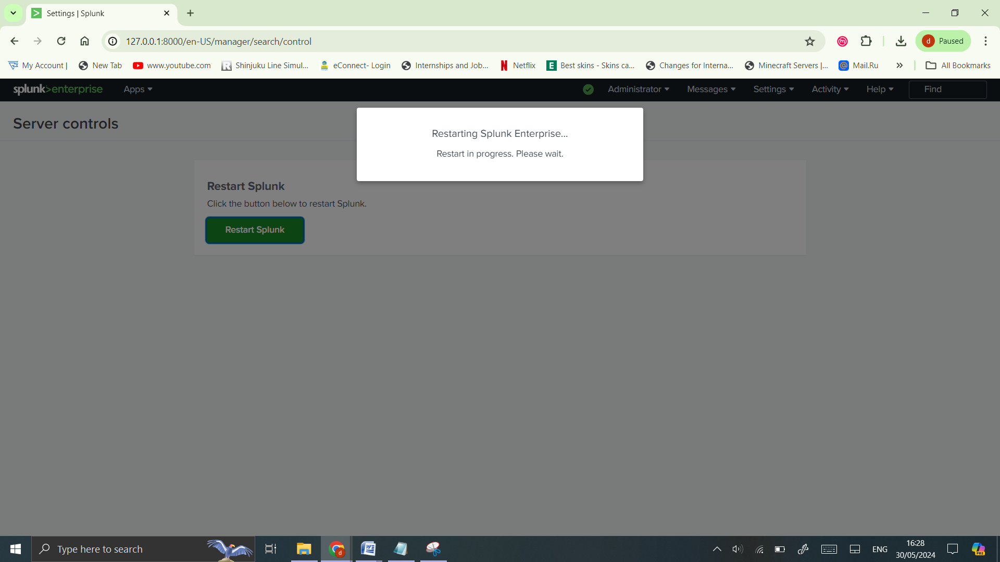 Settings | Splunk
127.0.0.1:8000/en-US/manager/search/control
d Paused
My Account | New Tab www.youtube.com Shinjuku Line Simul... eConnect- Login Internships and Job... Netflix Best skins - Skins ca... Changes for Interna... Minecraft Servers |... Mail.Ru » All Bookmarks
splunk>enterprise Apps Administrator Messages Settings Activity Help Find
Server controls
Restarting Splunk Enterprise...
Restart in progress. Please wait.
Restart Splunk
Click the button below to restart Splunk.
Restart Splunk
Type here to search
ENG
16:28
30/05/2024
PRE